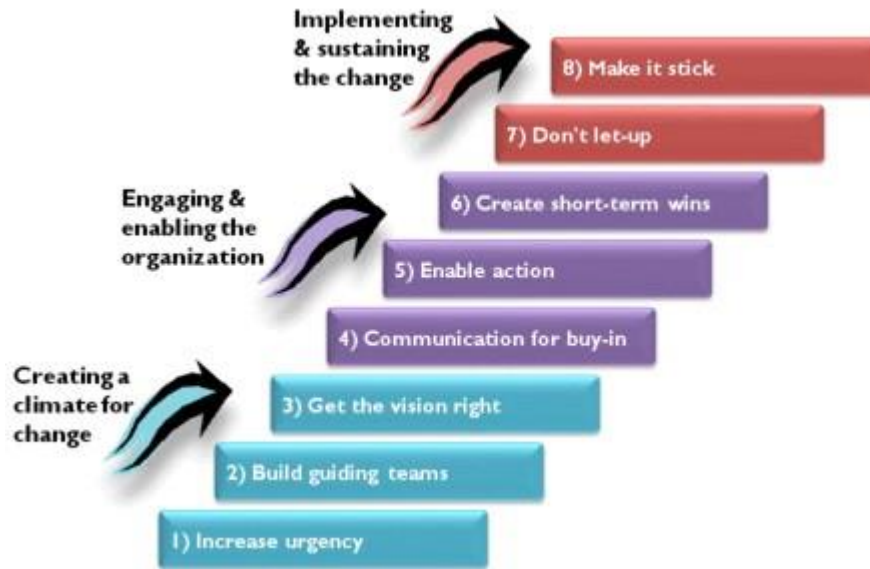 Implementing
& sustaining
the change
8) Make it stick
7) Don't let-up
Engaging &
enabling the
organization
6) Create short-term wins
5) Enable action
4) Communication for buy-in
Creating a
climate for
change
3) Get the vision right
2) Build guiding teams
1) Increase urgency